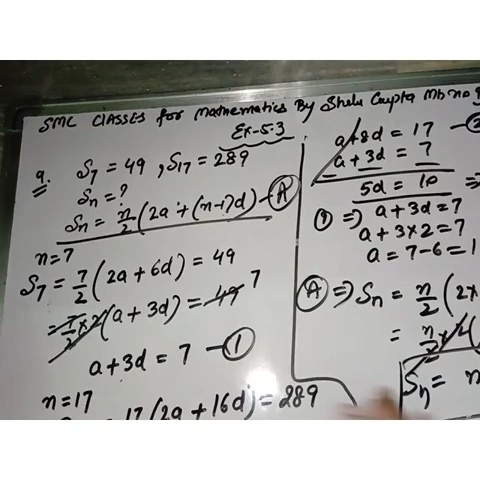 SMC CLASSES for Mathematics By Shelu Gupta Mb no 9
Ex-5.3
9. S₇ = 49 , S₁₇ = 289
Sn = ?
Sn = n/2 (2a + (n-1)d) — Ⓐ
n=7
S₇ = 7/2 (2a + 6d) = 49
= 7/2 × 2 (a + 3d) = 49 7
a + 3d = 7 — ①
n = 17
17 (2a + 16d) = 289
a + 8d = 17 —
a + 3d = 7
— — —
5d = 10
① ⇒ a + 3d = 7
a + 3×2 = 7
a = 7-6 = 1
Ⓐ ⇒ Sn = n/2 (2×
= n/2 × 2(
Sn = n